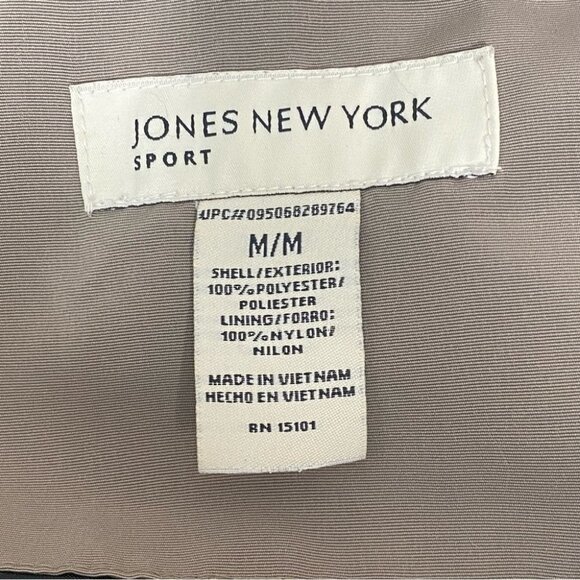 JONES NEW YORK
SPORT
UPC#095068289764
M/M
SHELL/EXTERIOR:
100%POLYESTER/
POLIESTER
LINING/FORRO:
100%NYLON/
NILON
MADE IN VIETNAM
HECHO EN VIETNAM
RN 15101